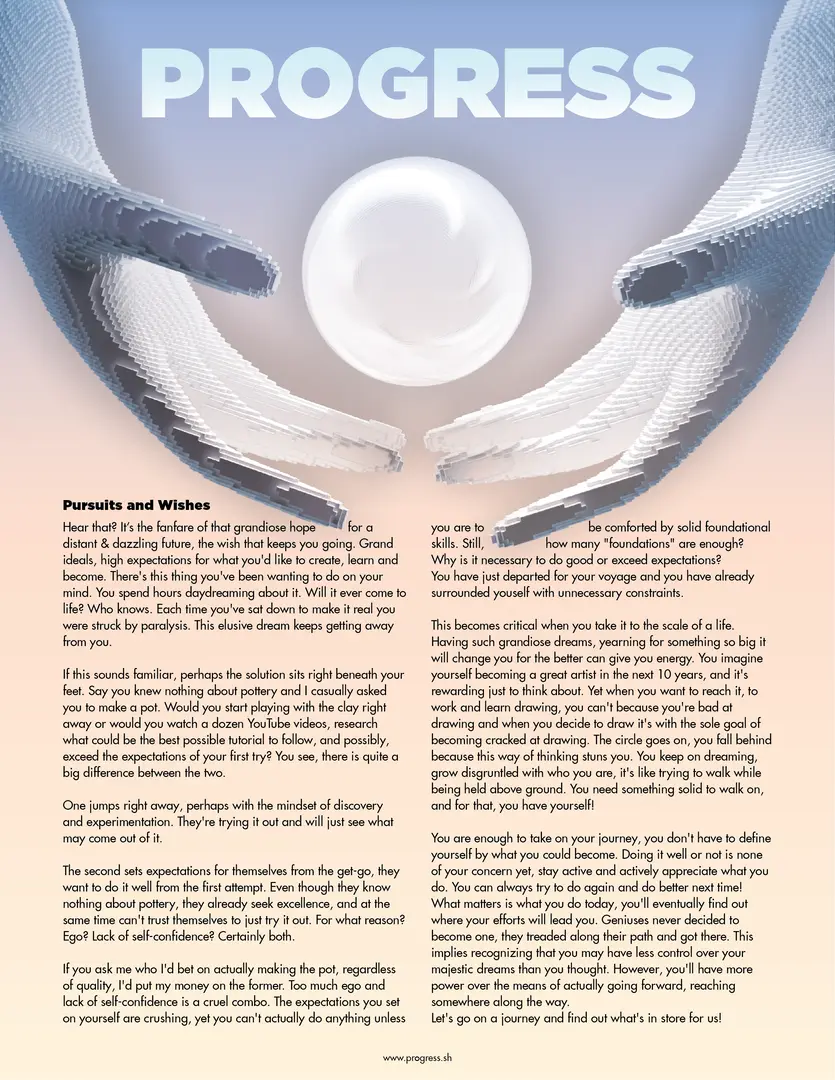 PROGRESS
Pursuits and Wishes
Hear that? It's the fanfare of that grandiose hope for a
distant & dazzling future, the wish that keeps you going. Grand
ideals, high expectations for what you'd like to create, learn and
become. There's this thing you've been wanting to do on your
mind. You spend hours daydreaming about it. Will it ever come to
life? Who knows. Each time you've sat down to make it real you
were struck by paralysis. This elusive dream keeps getting away
from you.
If this sounds familiar, perhaps the solution sits right beneath your
feet. Say you knew nothing about pottery and I casually asked
you to make a pot. Would you start playing with the clay right
away or would you watch a dozen YouTube videos, research
what could be the best possible tutorial to follow, and possibly,
exceed the expectations of your first try? You see, there is quite a
big difference between the two.
One jumps right away, perhaps with the mindset of discovery
and experimentation. They're trying it out and will just see what
may come out of it.
The second sets expectations for themselves from the get-go, they
want to do it well from the first attempt. Even though they know
nothing about pottery, they already seek excellence, and at the
same time can't trust themselves to just try it out. For what reason?
Ego? Lack of self-confidence? Certainly both.
If you ask me who I'd bet on actually making the pot, regardless
of quality, I'd put my money on the former. Too much ego and
lack of self-confidence is a cruel combo. The expectations you set
on yourself are crushing, yet you can't actually do anything unless
you are to be comforted by solid foundational
skills. Still, how many "foundations" are enough?
Why is it necessary to do good or exceed expectations?
You have just departed for your voyage and you have already
surrounded youself with unnecessary constraints.
This becomes critical when you take it to the scale of a life.
Having such grandiose dreams, yearning for something so big it
will change you for the better can give you energy. You imagine
yourself becoming a great artist in the next 10 years, and it's
rewarding just to think about. Yet when you want to reach it, to
work and learn drawing, you can't because you're bad at
drawing and when you decide to draw it's with the sole goal of
becoming cracked at drawing. The circle goes on, you fall behind
because this way of thinking stuns you. You keep on dreaming,
grow disgruntled with who you are, it's like trying to walk while
being held above ground. You need something solid to walk on,
and for that, you have yourself!
You are enough to take on your journey, you don't have to define
yourself by what you could become. Doing it well or not is none
of your concern yet, stay active and actively appreciate what you
do. You can always try to do again and do better next time!
What matters is what you do today, you'll eventually find out
where your efforts will lead you. Geniuses never decided to
become one, they treaded along their path and got there. This
implies recognizing that you may have less control over your
majestic dreams than you thought. However, you'll have more
power over the means of actually going forward, reaching
somewhere along the way.
Let's go on a journey and find out what's in store for us!
www.progress.sh